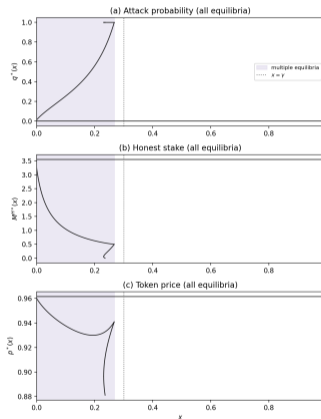 (a) Attack probability (all equilibria)
1.0
0.8
0.6
0.4
0.2
0.0
q*(x)
multiple equilibria
x = γ
0.0 0.2 0.4 0.6 0.8
(b) Honest stake (all equilibria)
3.5
3.0
2.5
2.0
1.5
1.0
0.5
0.0
0.0 0.2 0.4 0.6 0.8
(c) Token price (all equilibria)
0.96
0.94
0.92
0.90
0.88
p*(x)
0.0 0.2 0.4 0.6 0.8
x